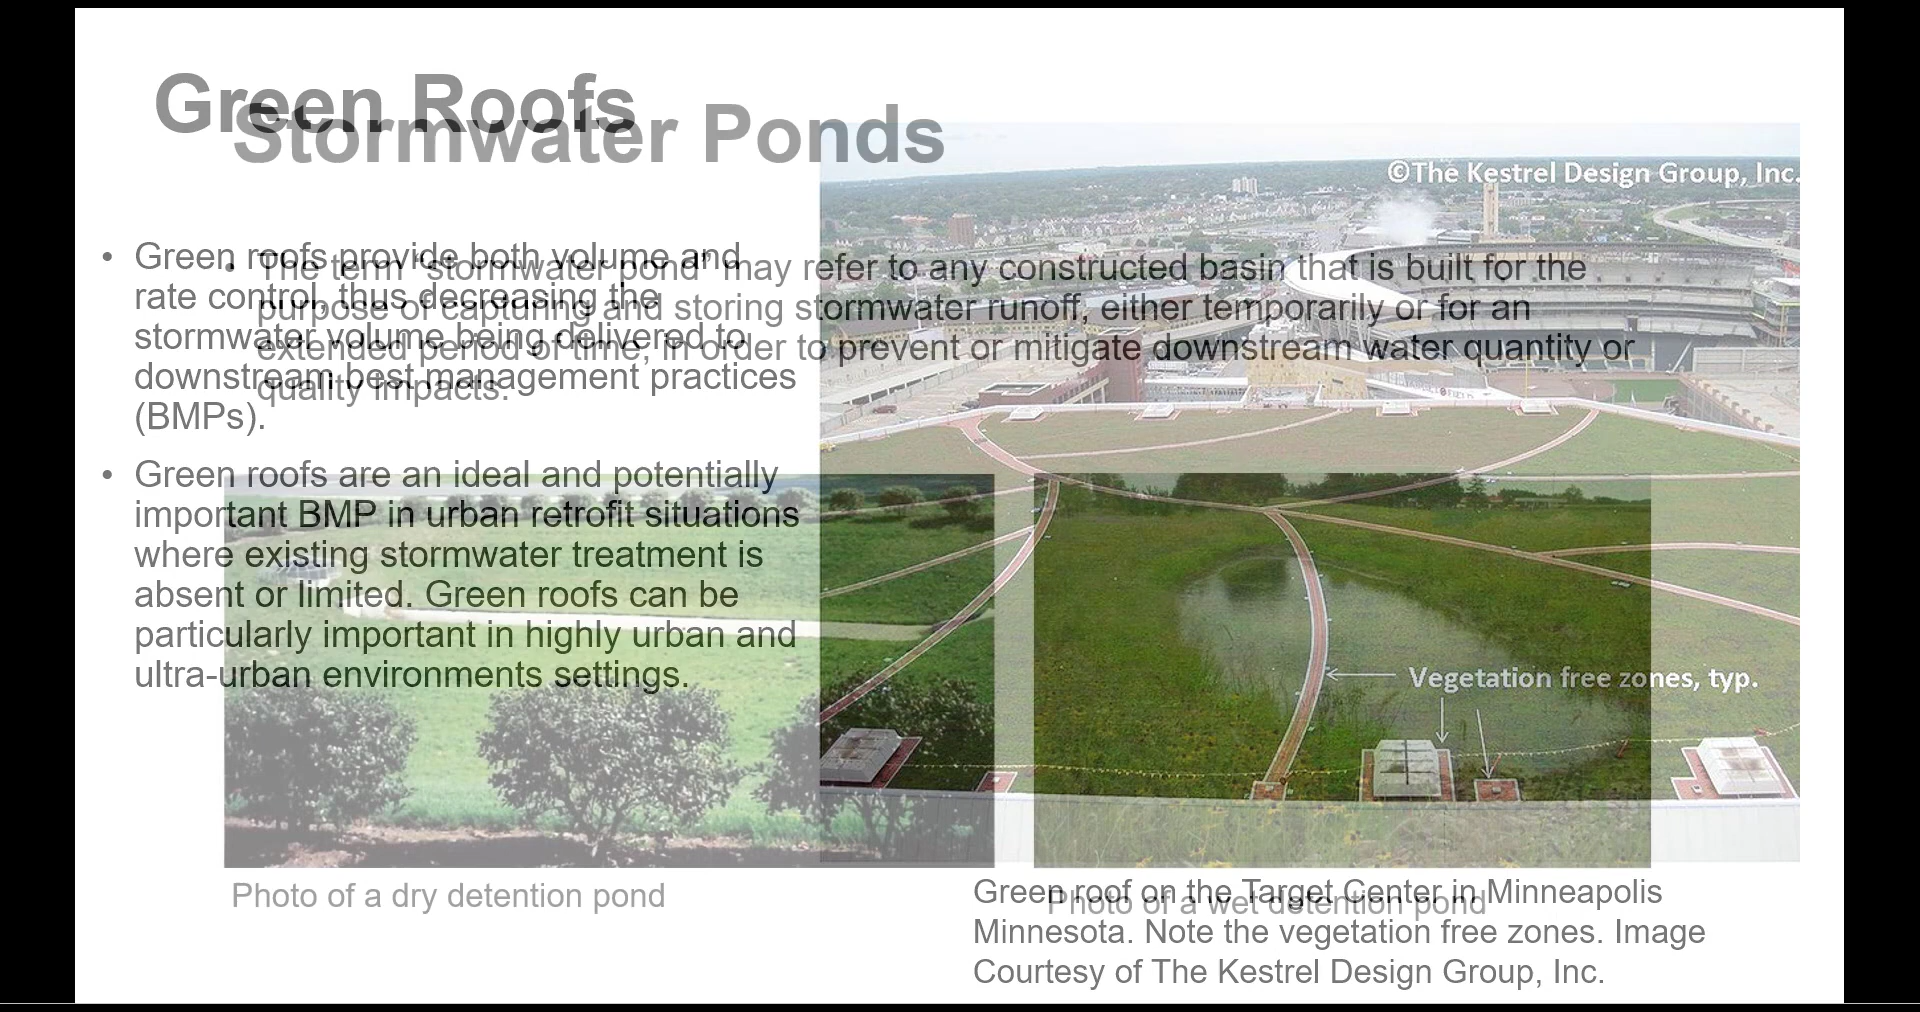 Green Roofs
Stormwater Ponds
©The Kestrel Design Group, Inc.
• Green roofs provide both volume and
rate control, thus decreasing the
stormwater volume being delivered to
downstream best management practices
(BMPs).
• Green roofs are an ideal and potentially
important BMP in urban retrofit situations
where existing stormwater treatment is
absent or limited. Green roofs can be
particularly important in highly urban and
ultra-urban environments settings.
• The term “stormwater pond” may refer to any constructed basin that is built for the
purpose of capturing and storing stormwater runoff, either temporarily or for an
extended period of time, in order to prevent or mitigate downstream water quantity or
quality impacts.
Vegetation free zones, typ.
Photo of a dry detention pond
Photo of a wet detention pond
Green roof on the Target Center in Minneapolis
Minnesota. Note the vegetation free zones. Image
Courtesy of The Kestrel Design Group, Inc.